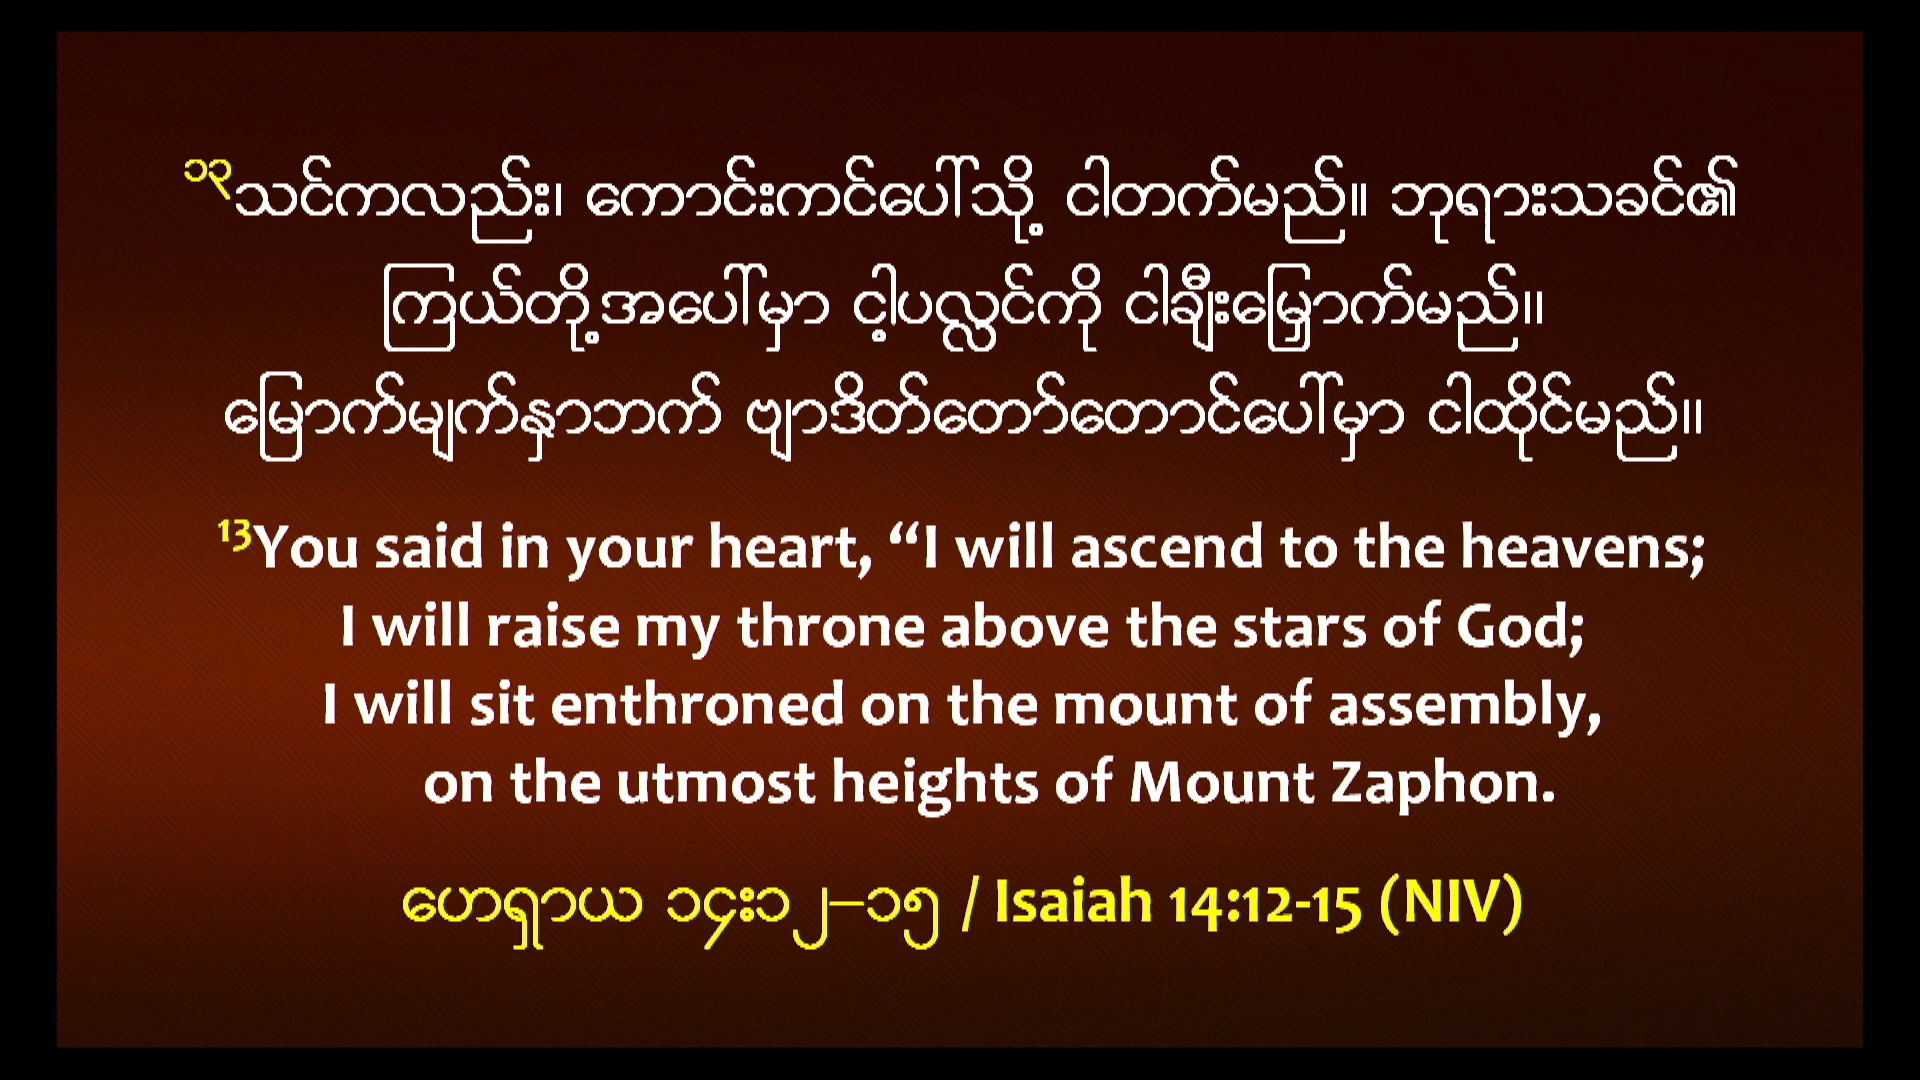 ၁၃သင်ကလည်း၊ ကောင်းကင်ပေါ်သို့ ငါတက်မည်။ ဘုရားသခင်၏
ကြယ်တို့အပေါ်မှာ ငါ့ပလ္လင်ကို ငါချီးမြှောက်မည်။
မြောက်မျက်နှာဘက် ဗျာဒိတ်တော်တောင်ပေါ်မှာ ငါထိုင်မည်။
13You said in your heart, “I will ascend to the heavens;
I will raise my throne above the stars of God;
I will sit enthroned on the mount of assembly,
on the utmost heights of Mount Zaphon.
ဟေရှာယ ၁၄း၁၂–၁၅ / Isaiah 14:12-15 (NIV)